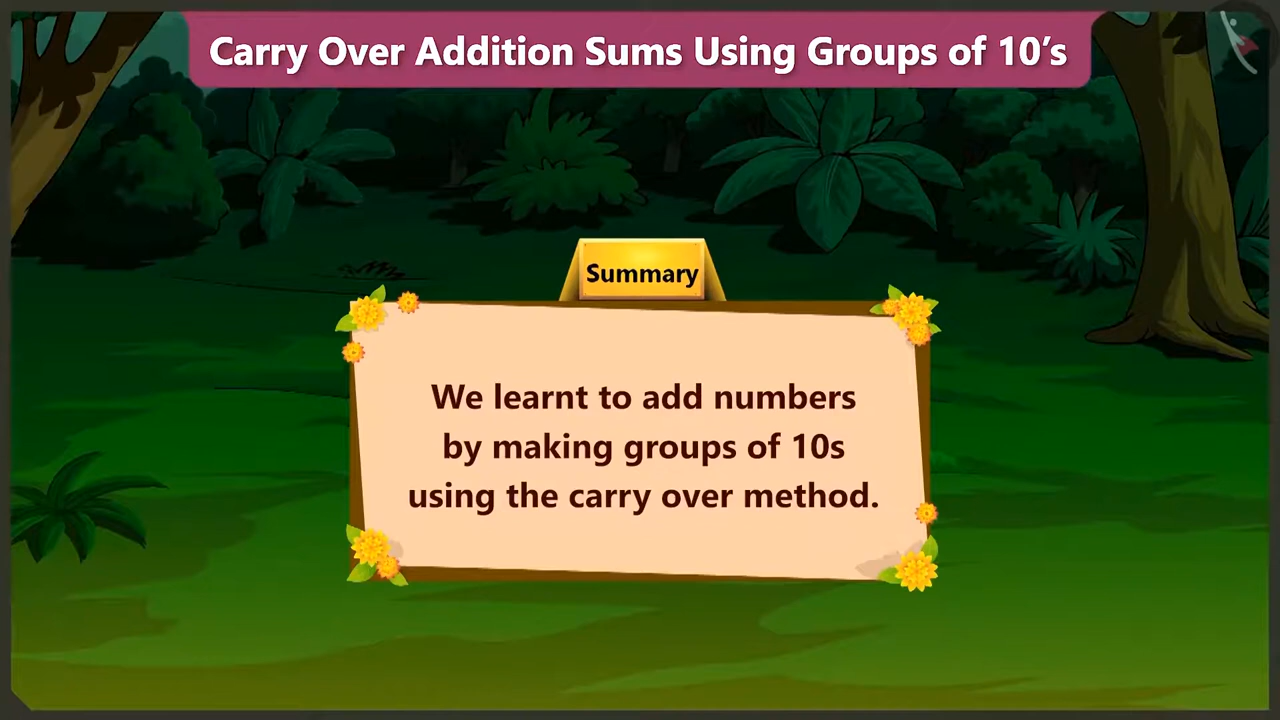 Carry Over Addition Sums Using Groups of 10’s
Summary
We learnt to add numbers
by making groups of 10s
using the carry over method.